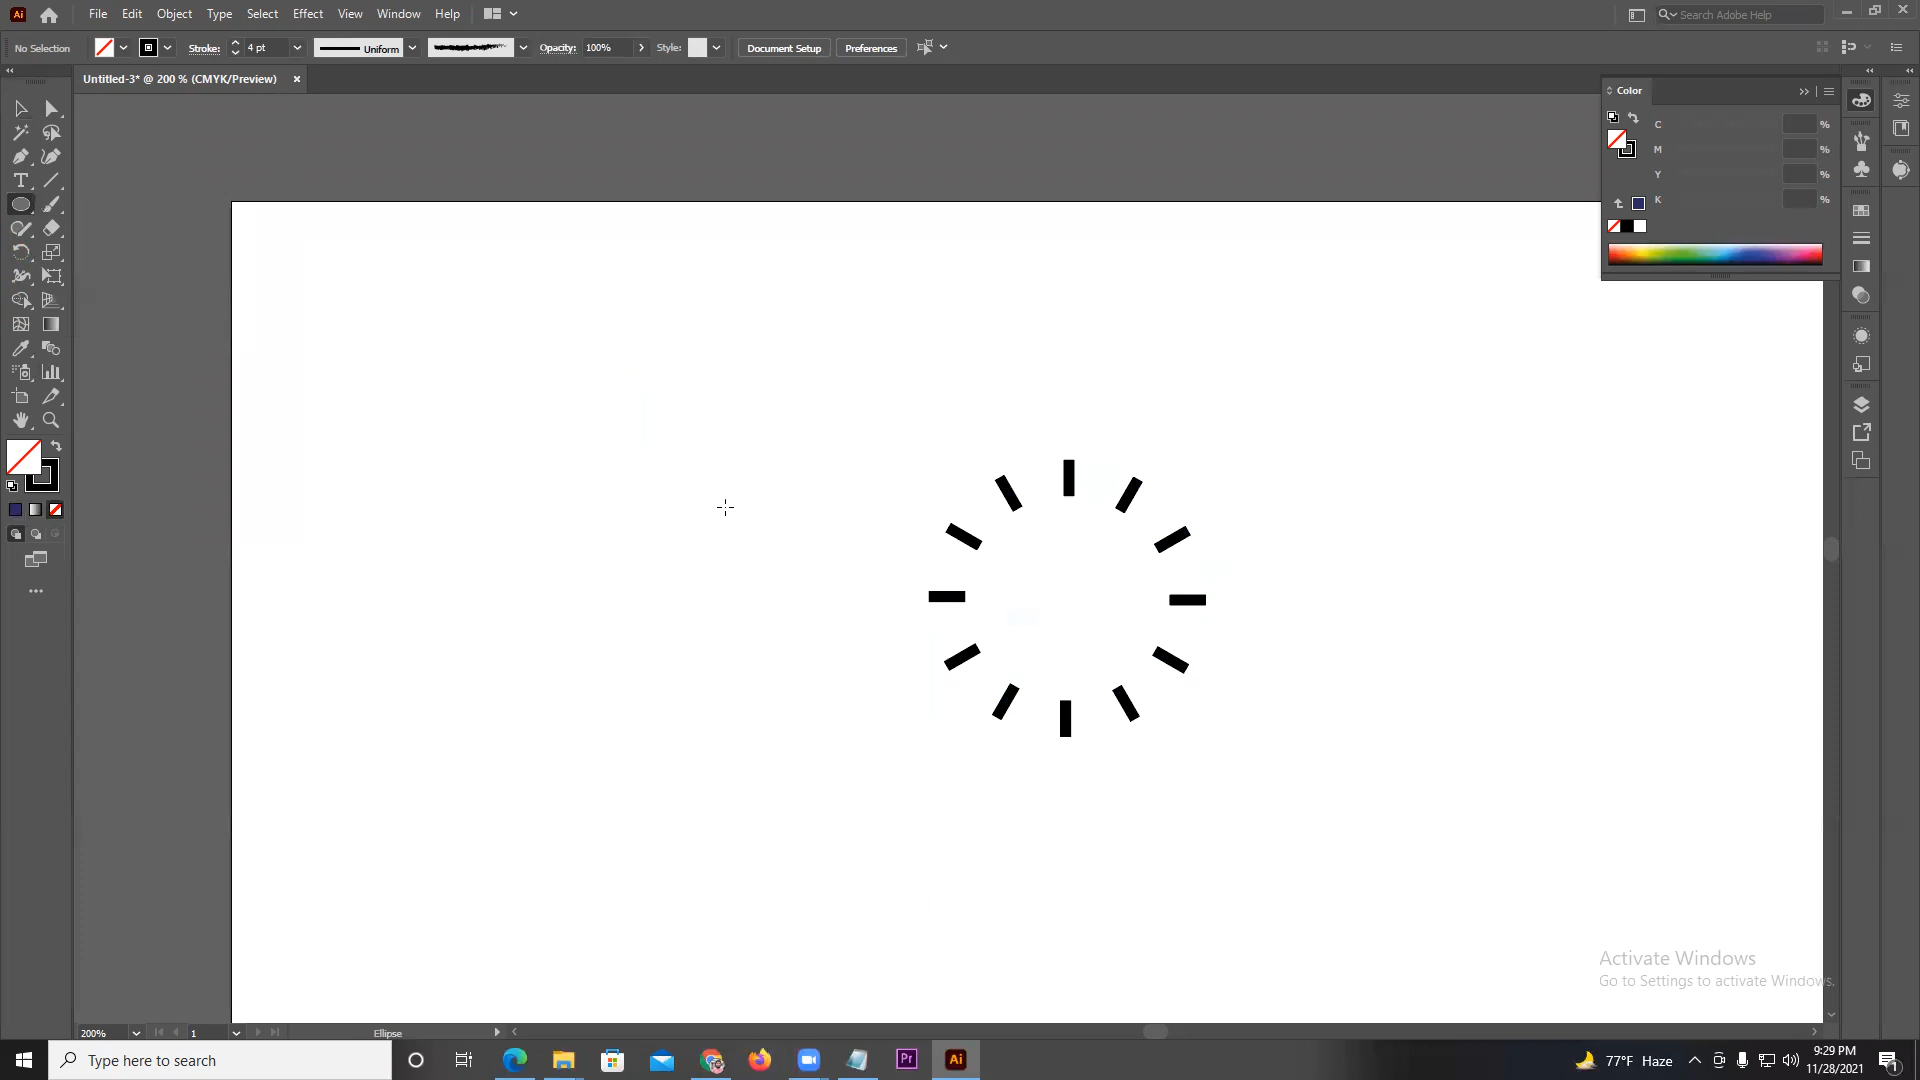 Ai File Edit Object Type Select Effect View Window Help Search Adobe Help
No Selection Stroke: 4 pt Uniform Opacity: 100% Style: Document Setup Preferences
Untitled-3* @ 200 % (CMYK/Preview)
Color
C %
M %
Y %
K %
T
Activate Windows
Go to Settings to activate Windows.
200% 1 Ellipse
Type here to search Pr Ai 77°F Haze 9:29 PM
11/28/2021
1